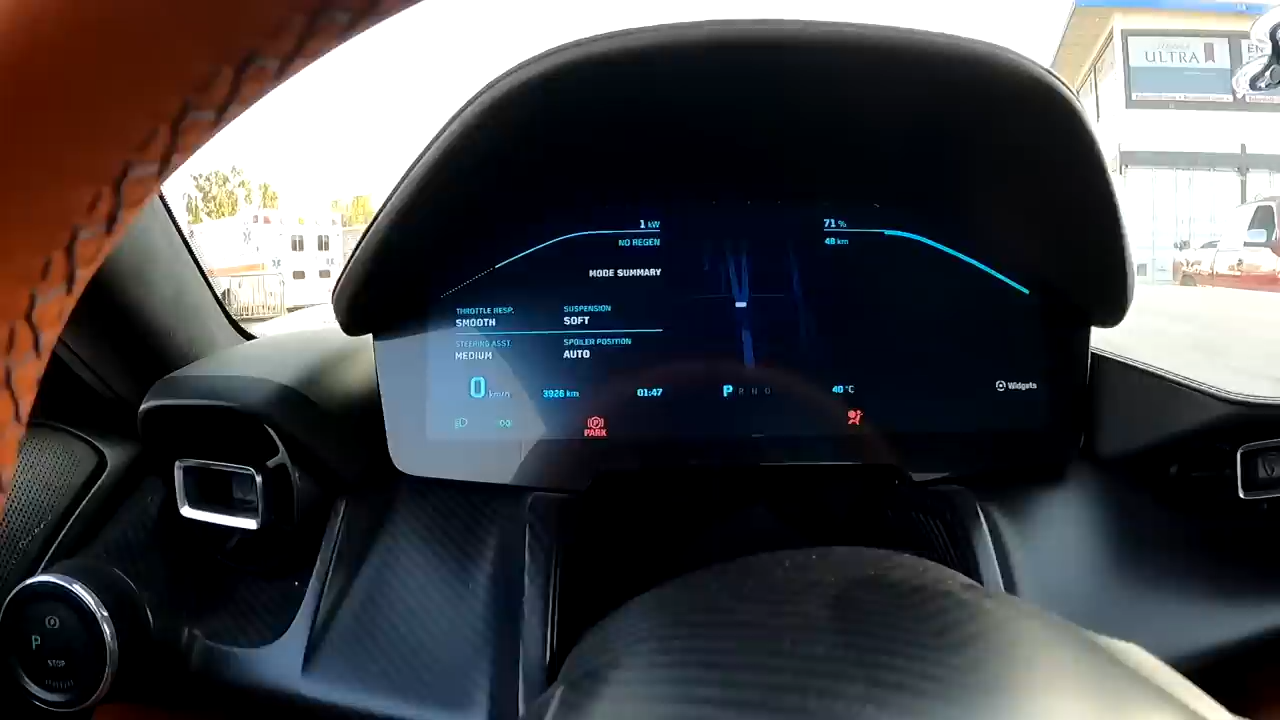 ULTRA
EN
1 kW
NO REGEN
MODE SUMMARY
THROTTLE RESP.
SMOOTH
SUSPENSION
SOFT
STEERING ASST.
MEDIUM
SPOILER POSITION
AUTO
0 km/h
3926 km
01:47
PARK
71 %
48 km
P R N D
40 °C
Widgets
P
STOP